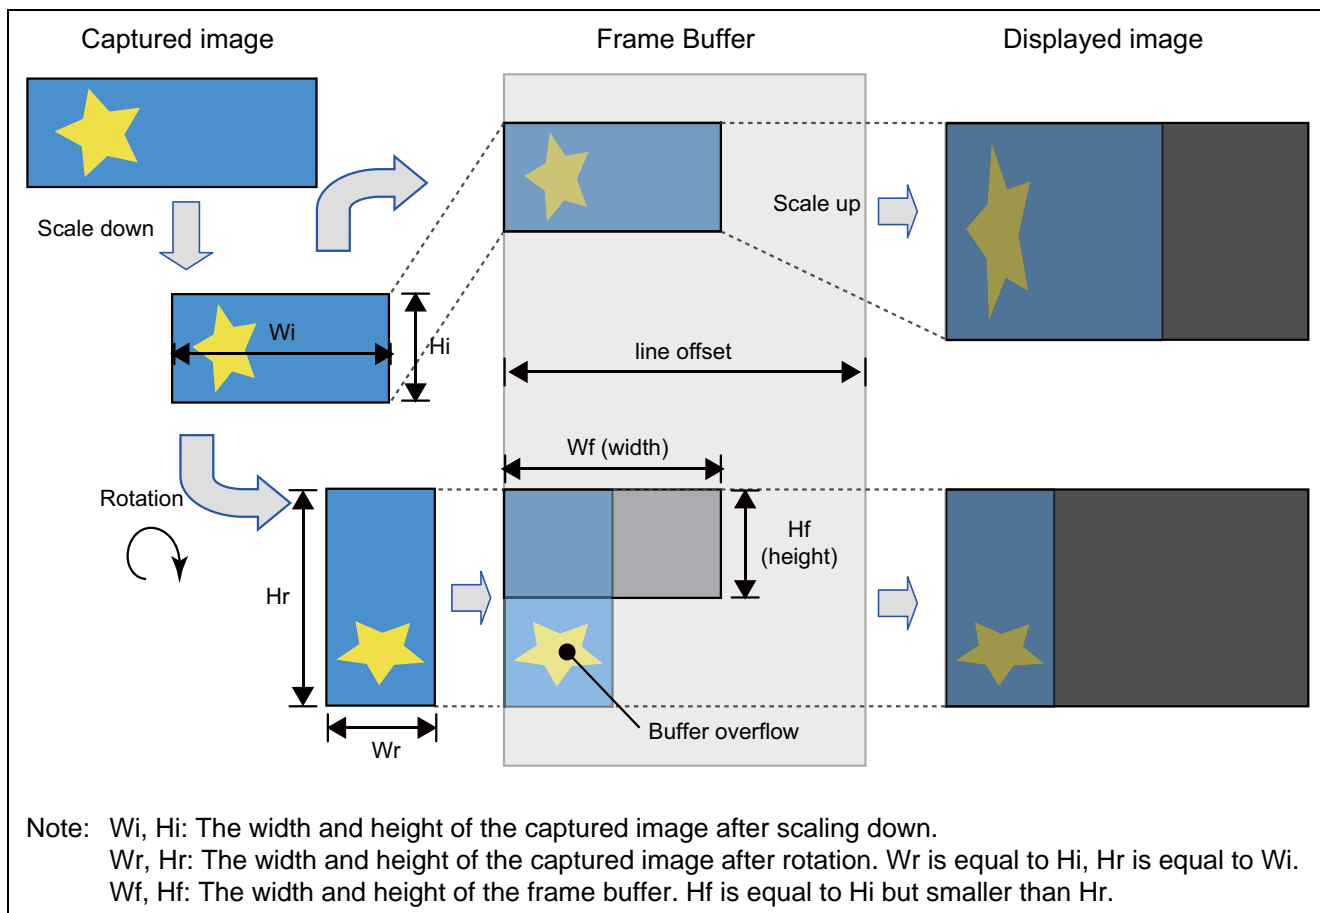 Captured image
Frame Buffer
Displayed image
Scale down
Scale up
Wi
Hi
line offset
Wf (width)
Rotation
Hf
(height)
Hr
Buffer overflow
Wr
Note: Wi, Hi: The width and height of the captured image after scaling down.
Wr, Hr: The width and height of the captured image after rotation. Wr is equal to Hi, Hr is equal to Wi.
Wf, Hf: The width and height of the frame buffer. Hf is equal to Hi but smaller than Hr.